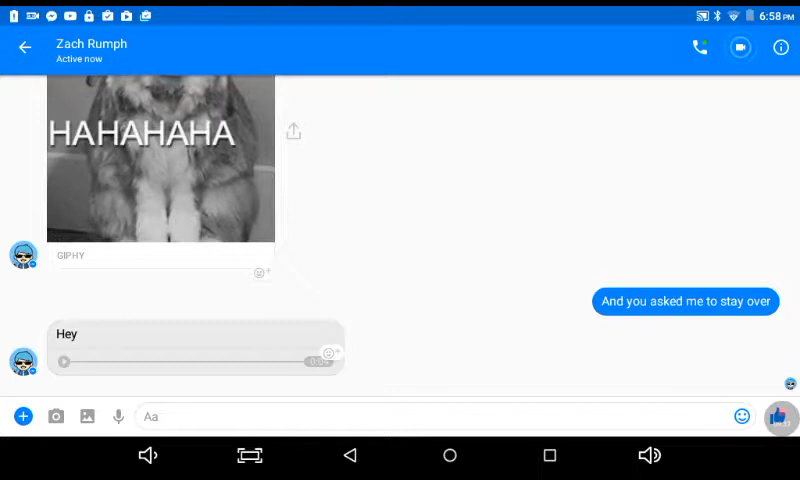 6:58 PM
Zach Rumph
Active now
HAHAHAHA
GIPHY
And you asked me to stay over
Hey
Aa